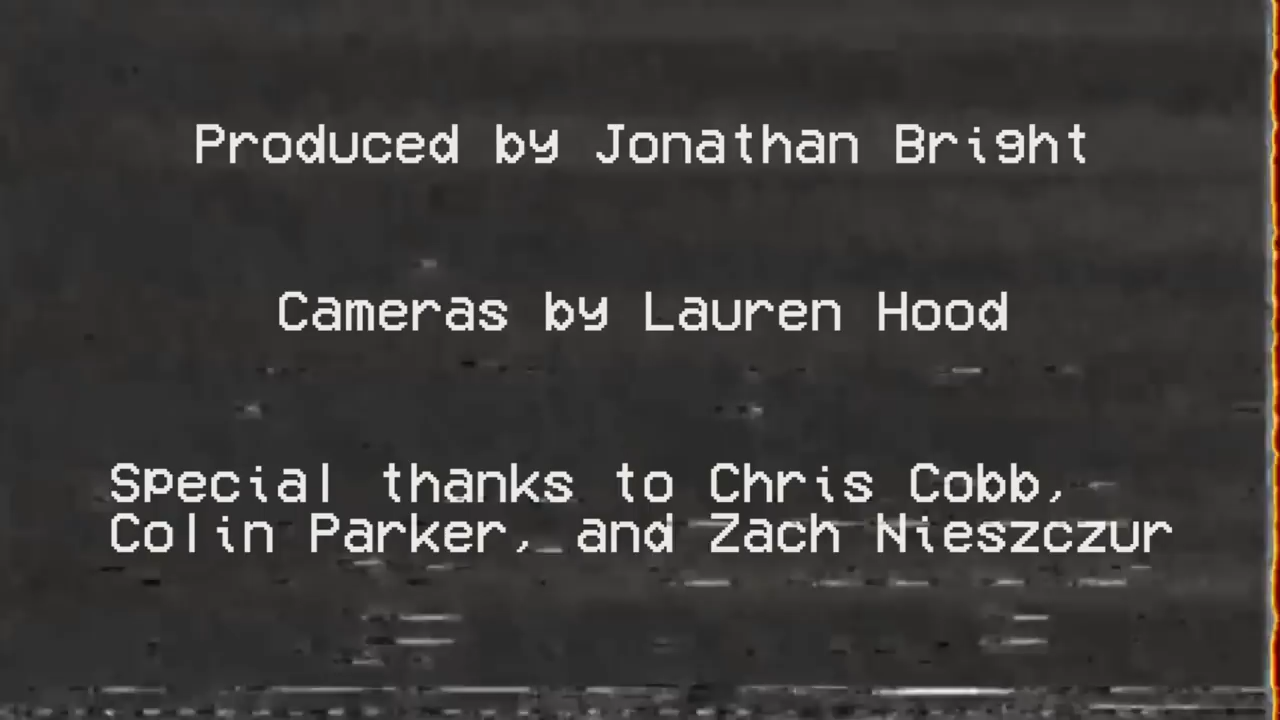 Produced by Jonathan Bright
Cameras by Lauren Hood
Special thanks to Chris Cobb,
Colin Parker, and Zach Nieszczur